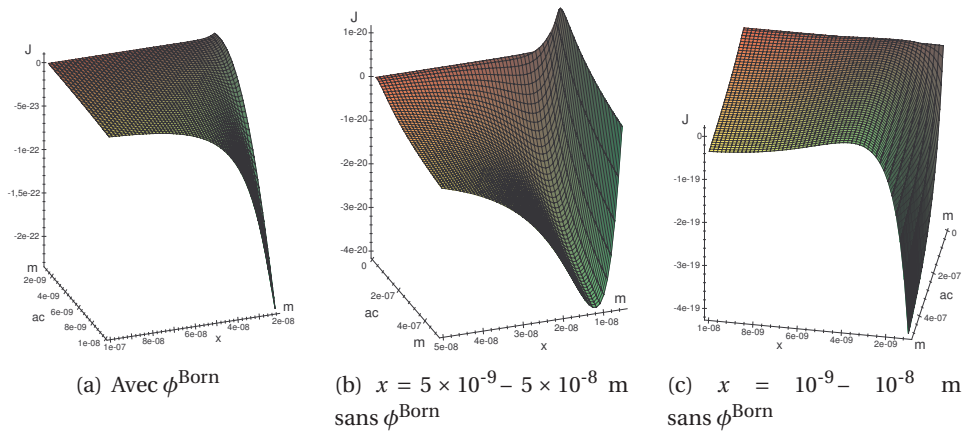 J
0
-5e-23
-1e-22
-1,5e-22
-2e-22
m
2e-09
4e-09
ac
6e-09
8e-09
1e-08
1e-07
8e-08
6e-08
x
4e-08
2e-08
m
(a) Avec ϕ^Born
J
1e-20
0
-1e-20
-2e-20
-3e-20
-4e-20
0
2e-07
ac
4e-07
m
5e-08
4e-08
3e-08
x
2e-08
1e-08
m
(b) x = 5 × 10^-9 – 5 × 10^-8 m
sans ϕ^Born
J
0
-1e-19
-2e-19
-3e-19
-4e-19
1e-08
8e-09
x
6e-09
4e-09
2e-09
m
m
0
2e-07
ac
4e-07
(c) x = 10^-9 – 10^-8 m
sans ϕ^Born